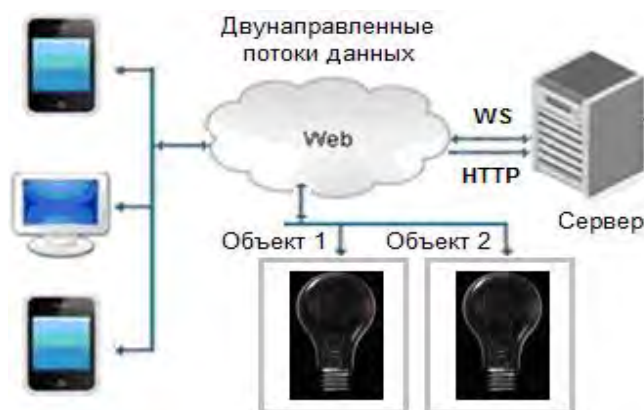 Двунаправленные
потоки данных
Web
WS
HTTP
Сервер
Объект 1
Объект 2